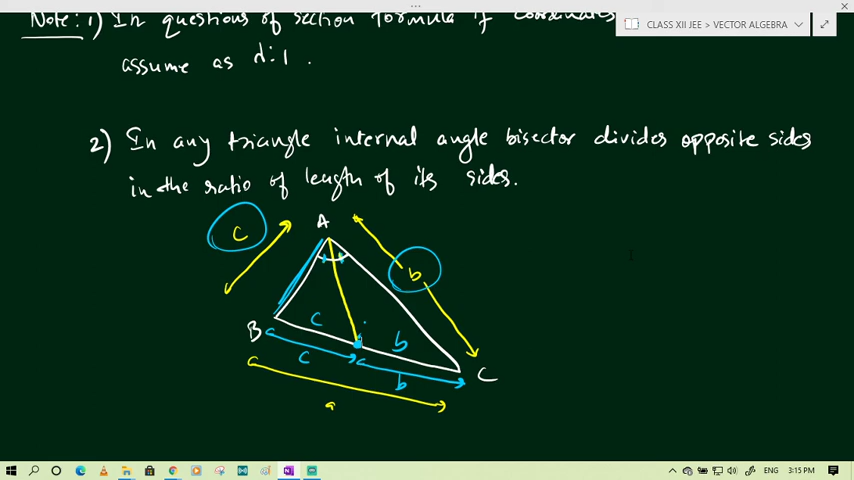 Note: 1) In questions of section formula if coordinates
CLASS XII JEE > VECTOR ALGEBRA
assume as λ:1 .
2) In any triangle internal angle bisector divides opposite sides
in the ratio of length of its sides.
A
c
b
B
c
b
c
b
C
a
ENG
3:15 PM